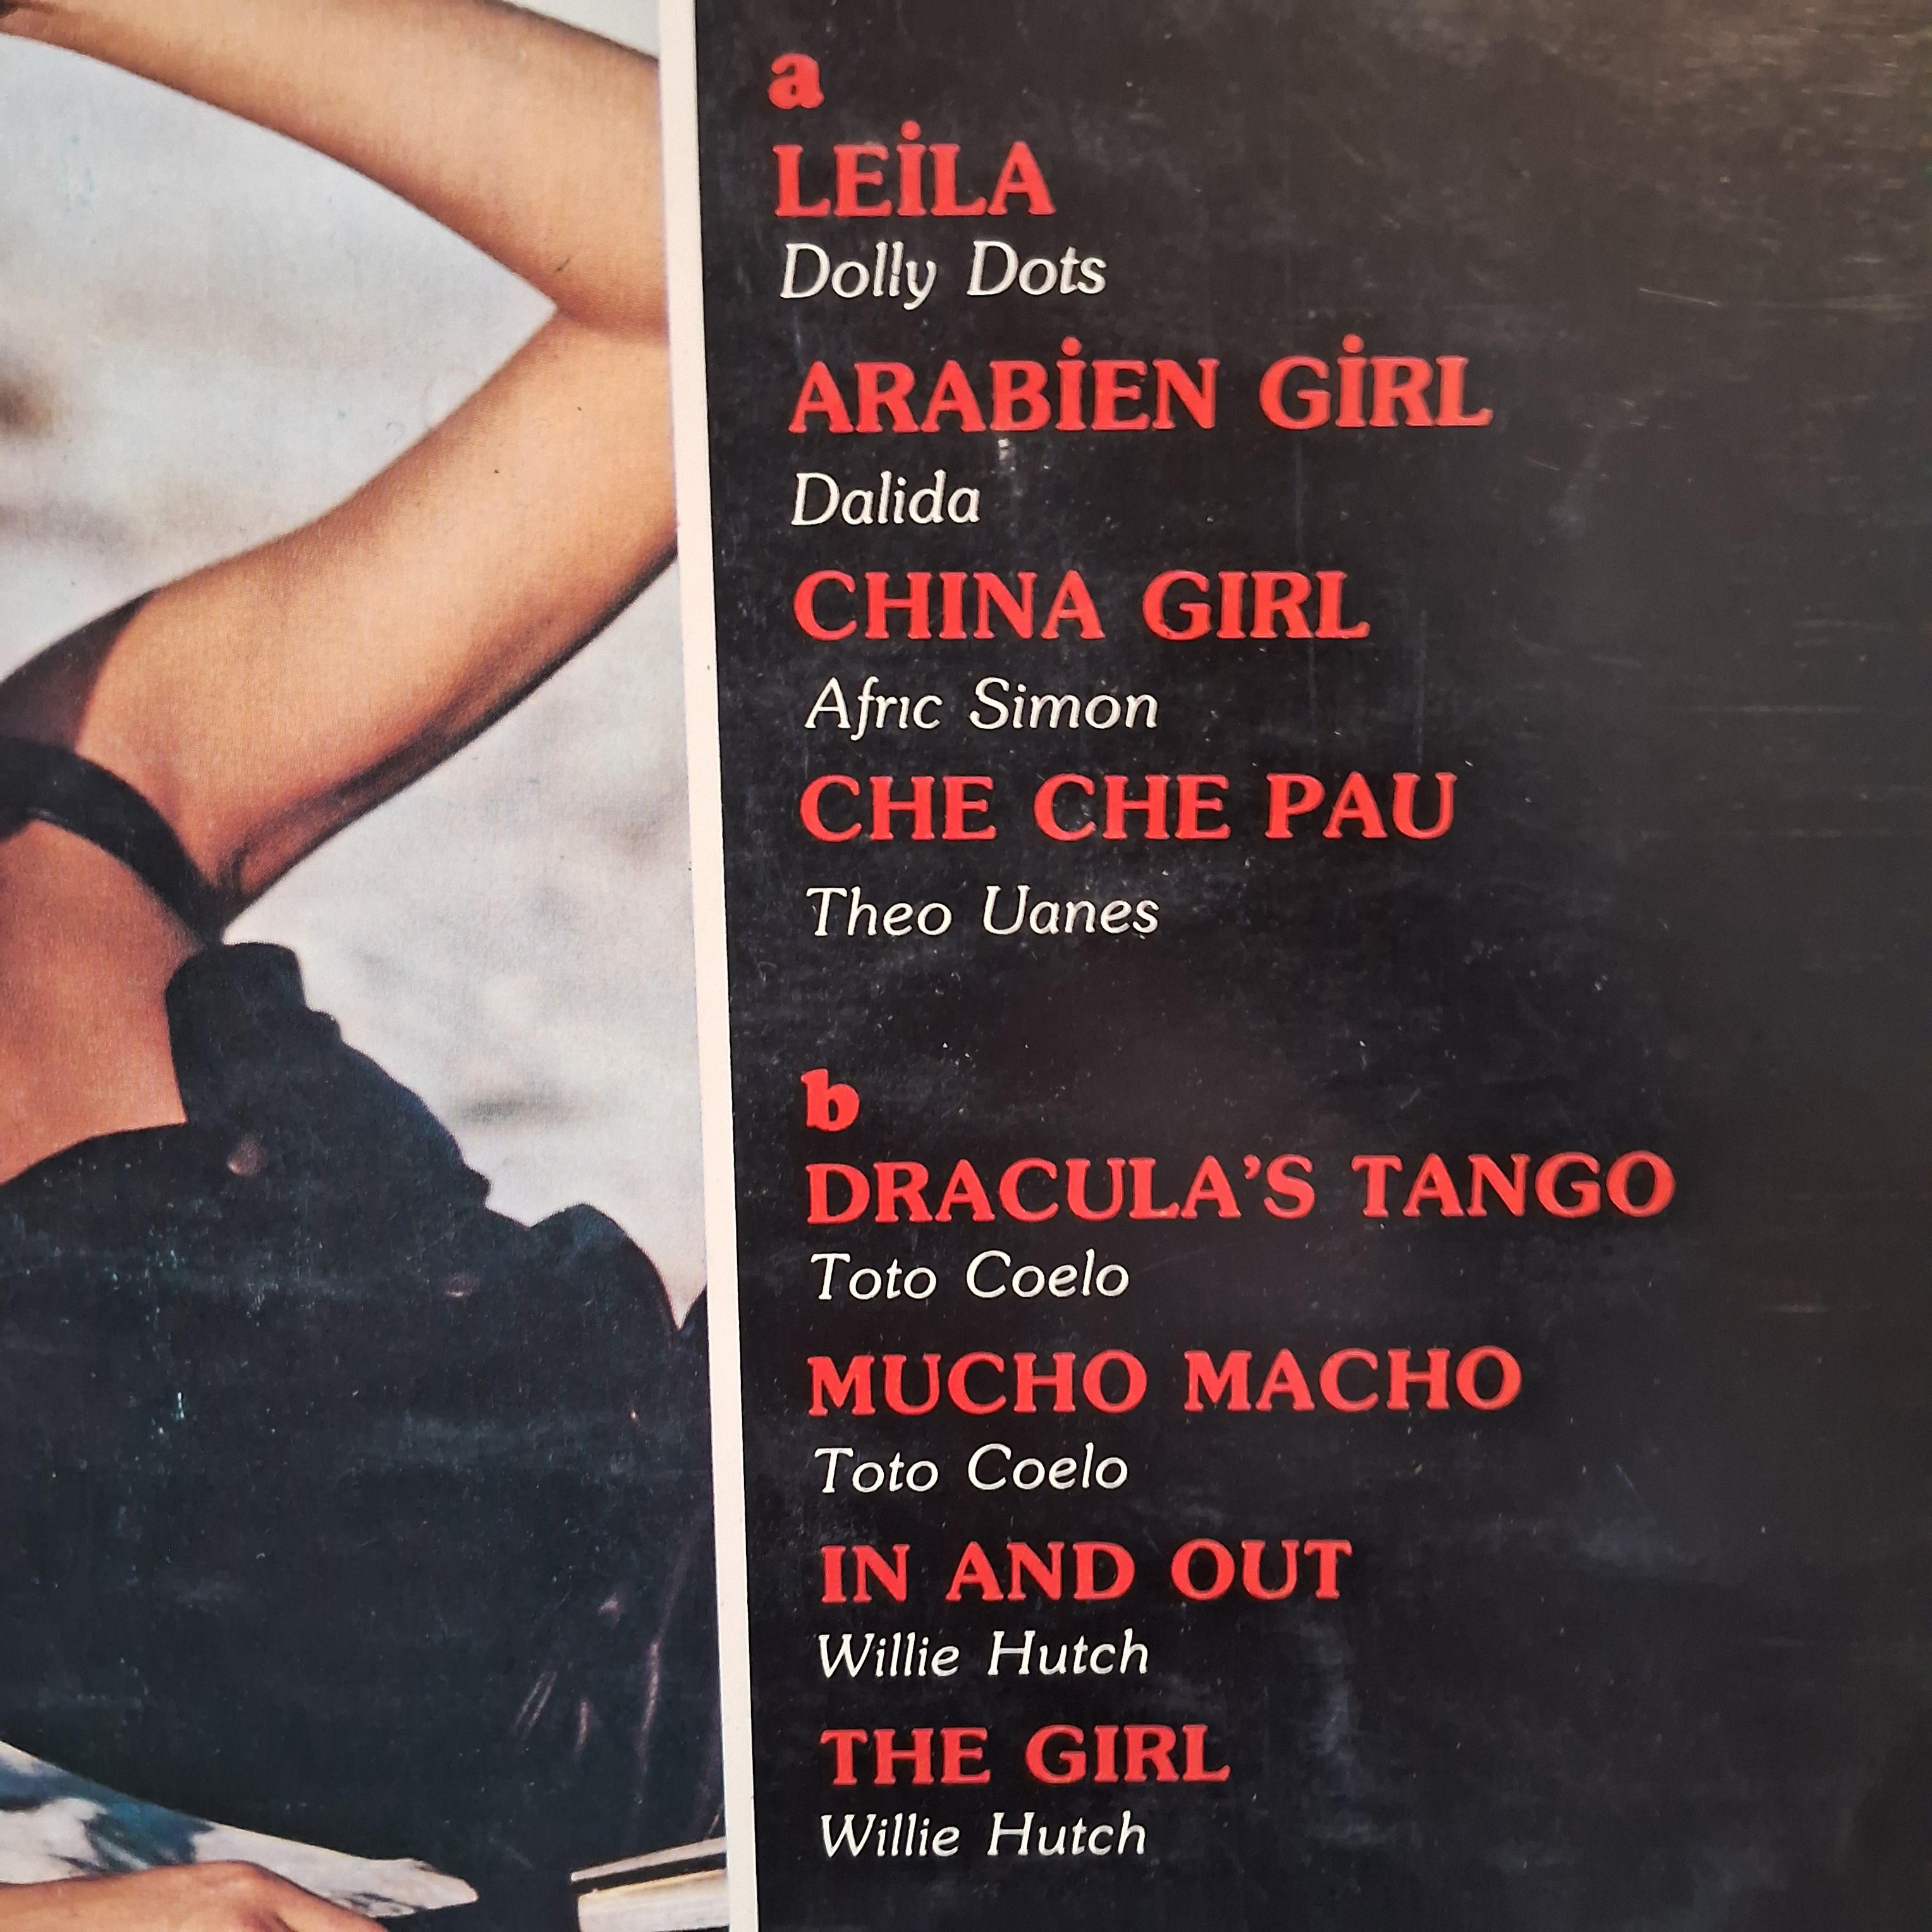 a
LEİLA
Dolly Dots
ARABİEN GİRL
Dalida
CHINA GIRL
Afrıc Simon
CHE CHE PAU
Theo Uanes
b
DRACULA'S TANGO
Toto Coelo
MUCHO MACHO
Toto Coelo
IN AND OUT
Willie Hutch
THE GIRL
Willie Hutch